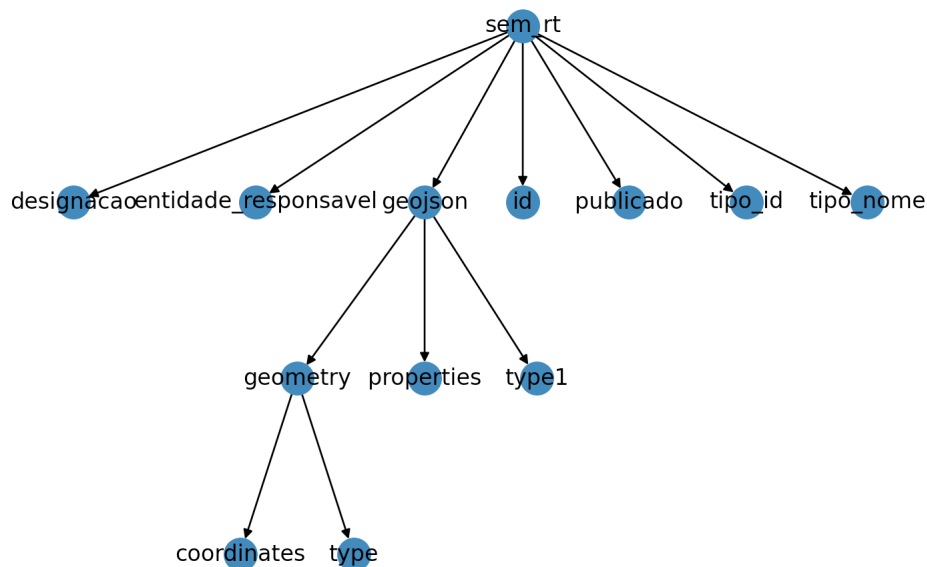 sem_rt
designacao
entidade_responsavel
geojson
id
publicado
tipo_id
tipo_nome
geometry
properties
type1
coordinates
type